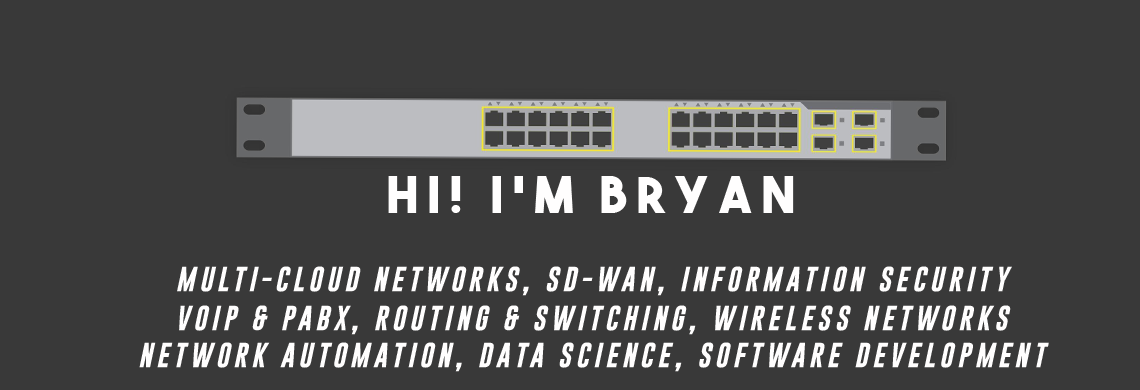 HI! I'M BRYAN
MULTI-CLOUD NETWORKS, SD-WAN, INFORMATION SECURITY
VOIP & PABX, ROUTING & SWITCHING, WIRELESS NETWORKS
NETWORK AUTOMATION, DATA SCIENCE, SOFTWARE DEVELOPMENT